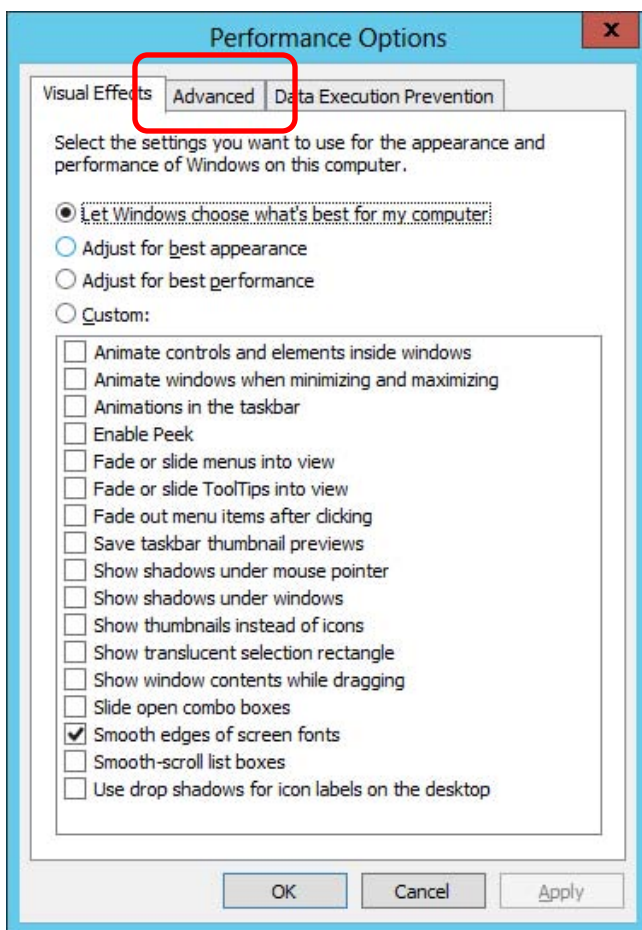 Performance Options
x
Visual Effects Advanced Data Execution Prevention
Select the settings you want to use for the appearance and
performance of Windows on this computer.
Let Windows choose what's best for my computer
Adjust for best appearance
Adjust for best performance
Custom:
Animate controls and elements inside windows
Animate windows when minimizing and maximizing
Animations in the taskbar
Enable Peek
Fade or slide menus into view
Fade or slide ToolTips into view
Fade out menu items after clicking
Save taskbar thumbnail previews
Show shadows under mouse pointer
Show shadows under windows
Show thumbnails instead of icons
Show translucent selection rectangle
Show window contents while dragging
Slide open combo boxes
Smooth edges of screen fonts
Smooth-scroll list boxes
Use drop shadows for icon labels on the desktop
OK Cancel Apply